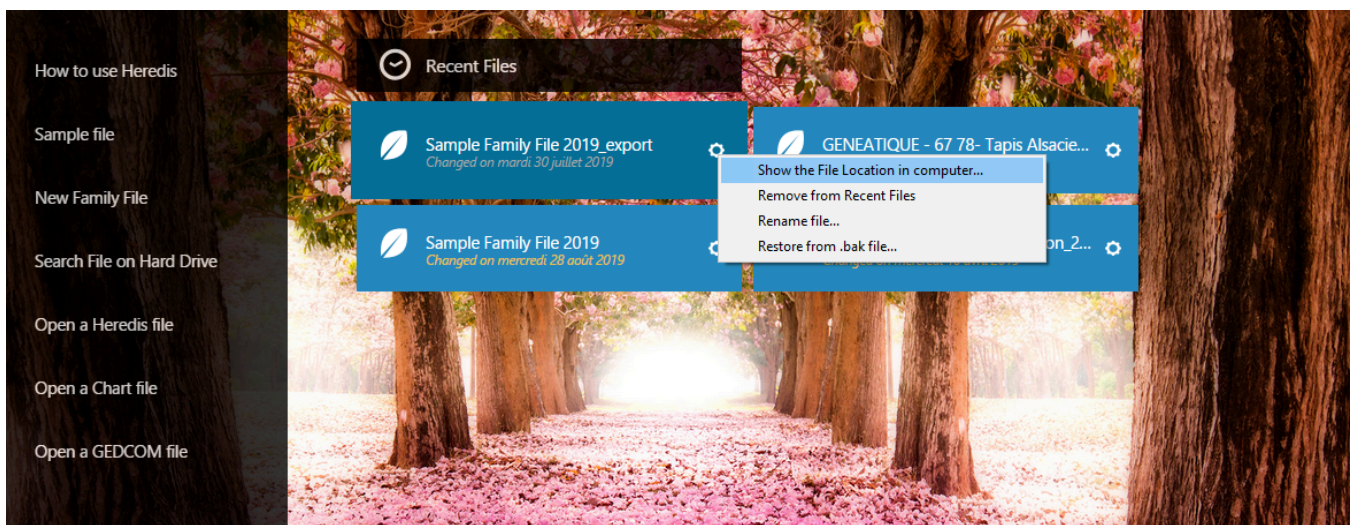 How to use Heredis
Sample file
New Family File
Search File on Hard Drive
Open a Heredis file
Open a Chart file
Open a GEDCOM file
Recent Files
Sample Family File 2019_export
Changed on mardi 30 juillet 2019
GENEATIQUE - 67 78- Tapis Alsacie...
Show the File Location in computer...
Remove from Recent Files
Rename file...
Restore from .bak file...
Sample Family File 2019
Changed on mercredi 28 août 2019